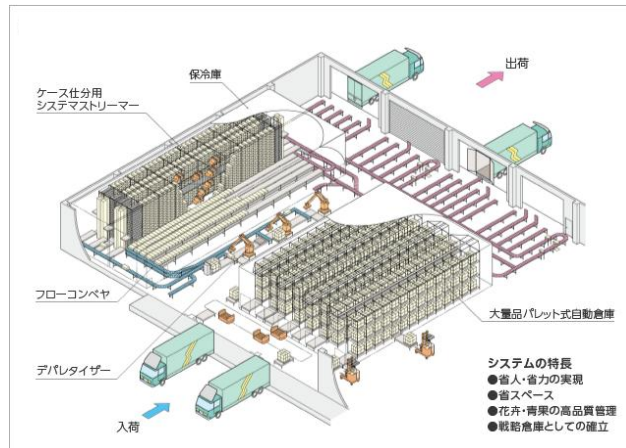 出荷
保冷庫
ケース仕分用
システマストリーマー
フローコンベヤ
大量品パレット式自動倉庫
デパレタイザー
入荷
システムの特長
●省人・省力の実現
●省スペース
●花卉・青果の高品質管理
●戦略倉庫としての確立